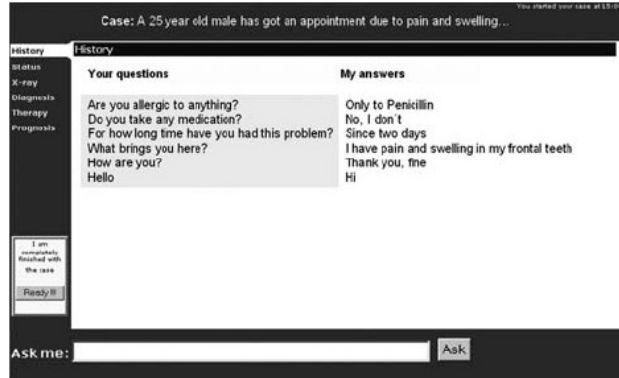 You started your case at 15:0
Case: A 25 year old male has got an appointment due to pain and swelling...
History
Status
X-ray
Diagnosis
Therapy
Prognosis
History
Your questions My answers
Are you allergic to anything? Only to Penicillin
Do you take any medication? No, I don´t
For how long time have you had this problem? Since two days
What brings you here? I have pain and swelling in my frontal teeth
How are you? Thank you, fine
Hello Hi
I am
completely
finished with
the case
Ready !!!
Ask me: Ask